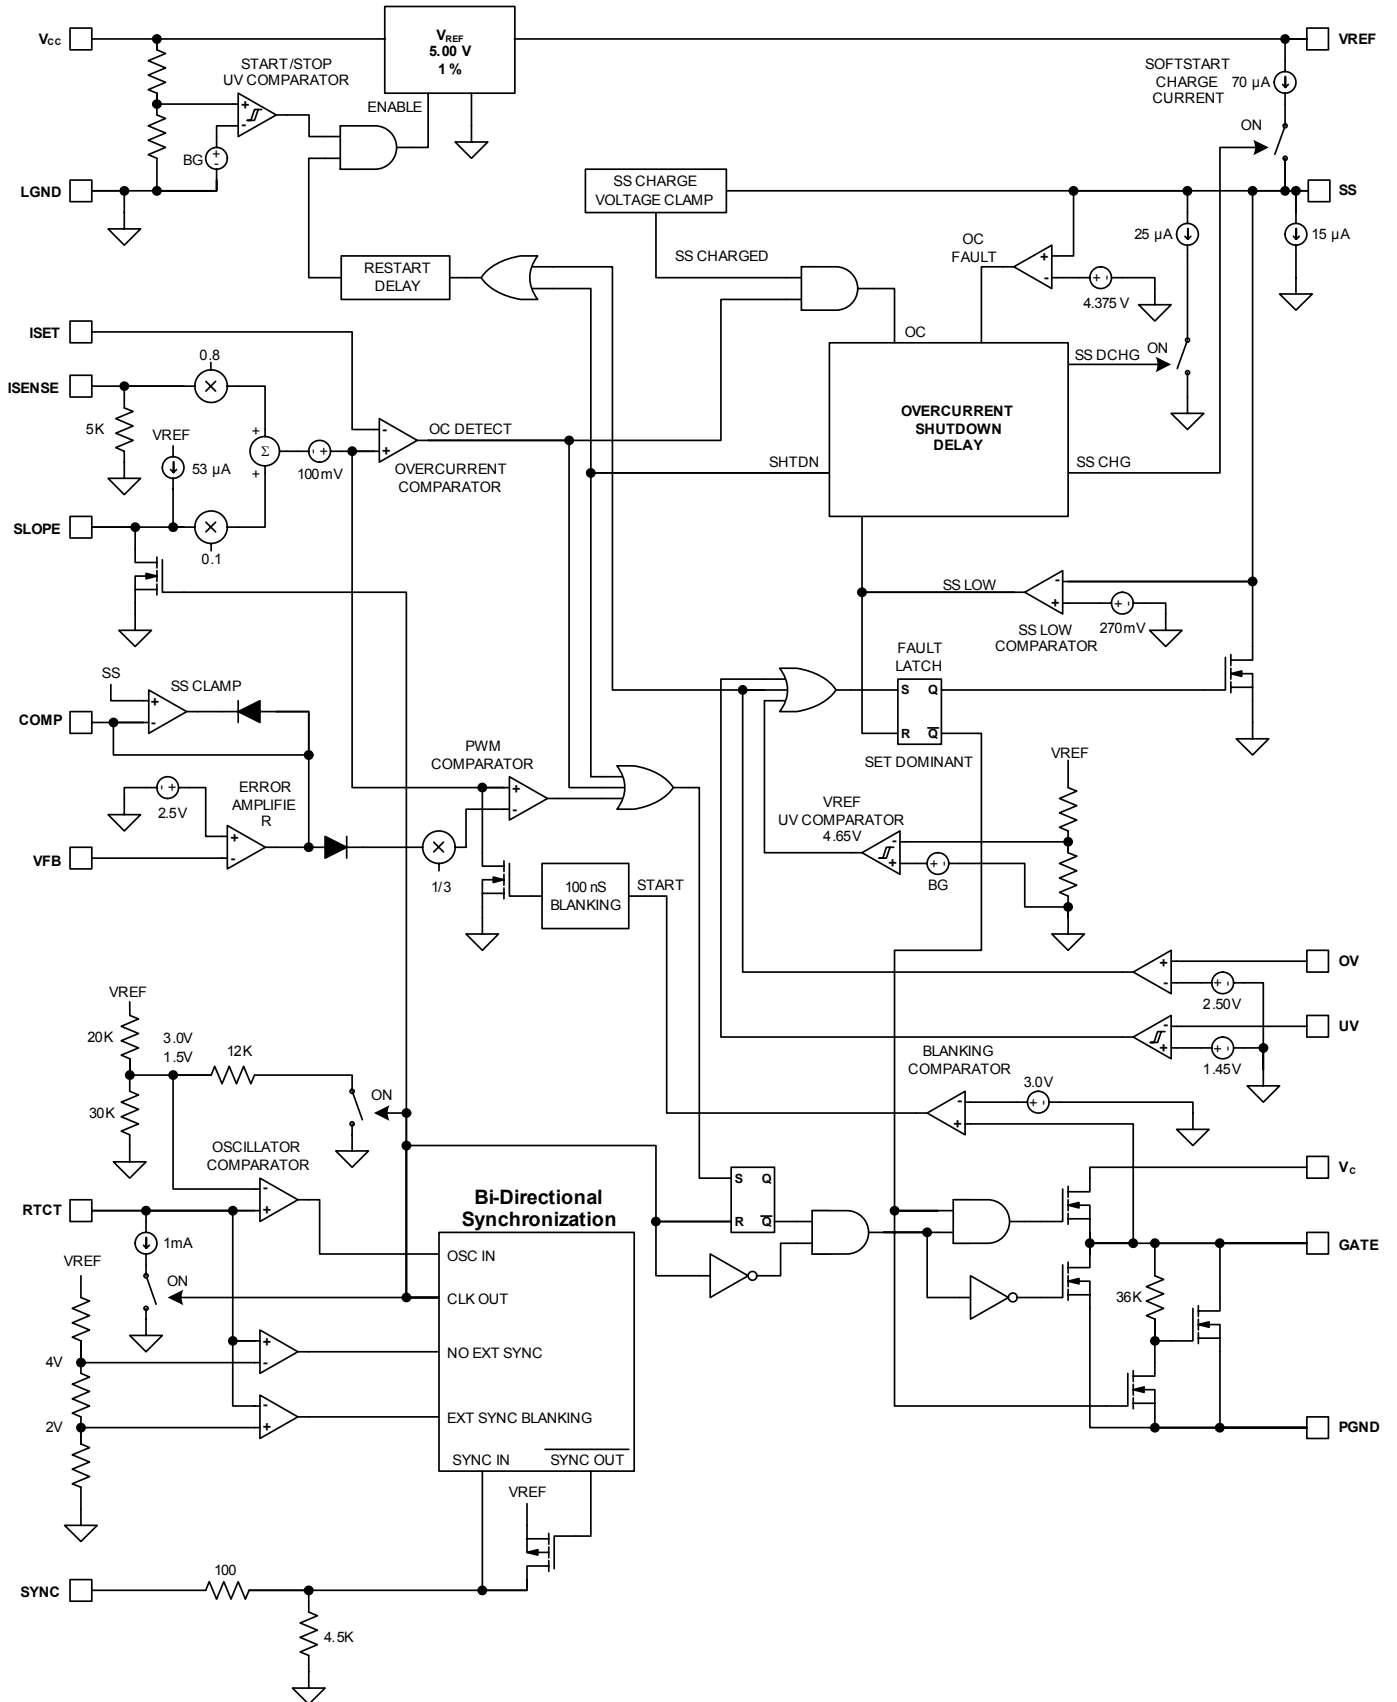 Vcc
VREF
5.00 V
1 %
VREF
START/STOP
UV COMPARATOR
ENABLE
SOFTSTART
CHARGE
CURRENT
70 µA
+
-
BG
+
-
ON
LGND
SS CHARGE
VOLTAGE CLAMP
SS
SS CHARGED
OC
FAULT
+
-
+ -
4.375 V
25 µA
15 µA
RESTART
DELAY
ISET
OC
SS DCHG
ON
0.8
ISENSE
×
5K
VREF
53 µA
+
Σ
+
+ -
100mV
-
+
OC DETECT
OVERCURRENT
COMPARATOR
OVERCURRENT
SHUTDOWN
DELAY
SHTDN
SS CHG
SLOPE
×
0.1
SS LOW
-
+
+ -
270mV
SS LOW
COMPARATOR
SS
SS CLAMP
+
-
COMP
FAULT
LATCH
S Q
R Q
SET DOMINANT
PWM
COMPARATOR
+
-
VREF
- +
2.5V
ERROR
AMPLIFIE
R
+
-
VFB
×
1/3
VREF
UV COMPARATOR
4.65V
-
+
+ -
BG
100 nS
BLANKING
START
OV
+
-
+ -
2.50V
UV
-
+
+ -
1.45V
VREF
20K
3.0V
1.5V
12K
30K
ON
BLANKING
COMPARATOR
-
+
3.0V
+ -
OSCILLATOR
COMPARATOR
-
+
RTCT
1mA
ON
VREF
Bi-Directional
Synchronization
OSC IN
CLK OUT
S Q
R Q
Vc
GATE
36K
4V
+
-
NO EXT SYNC
2V
-
+
EXT SYNC BLANKING
PGND
SYNC IN
SYNC OUT
VREF
SYNC
100
4.5K